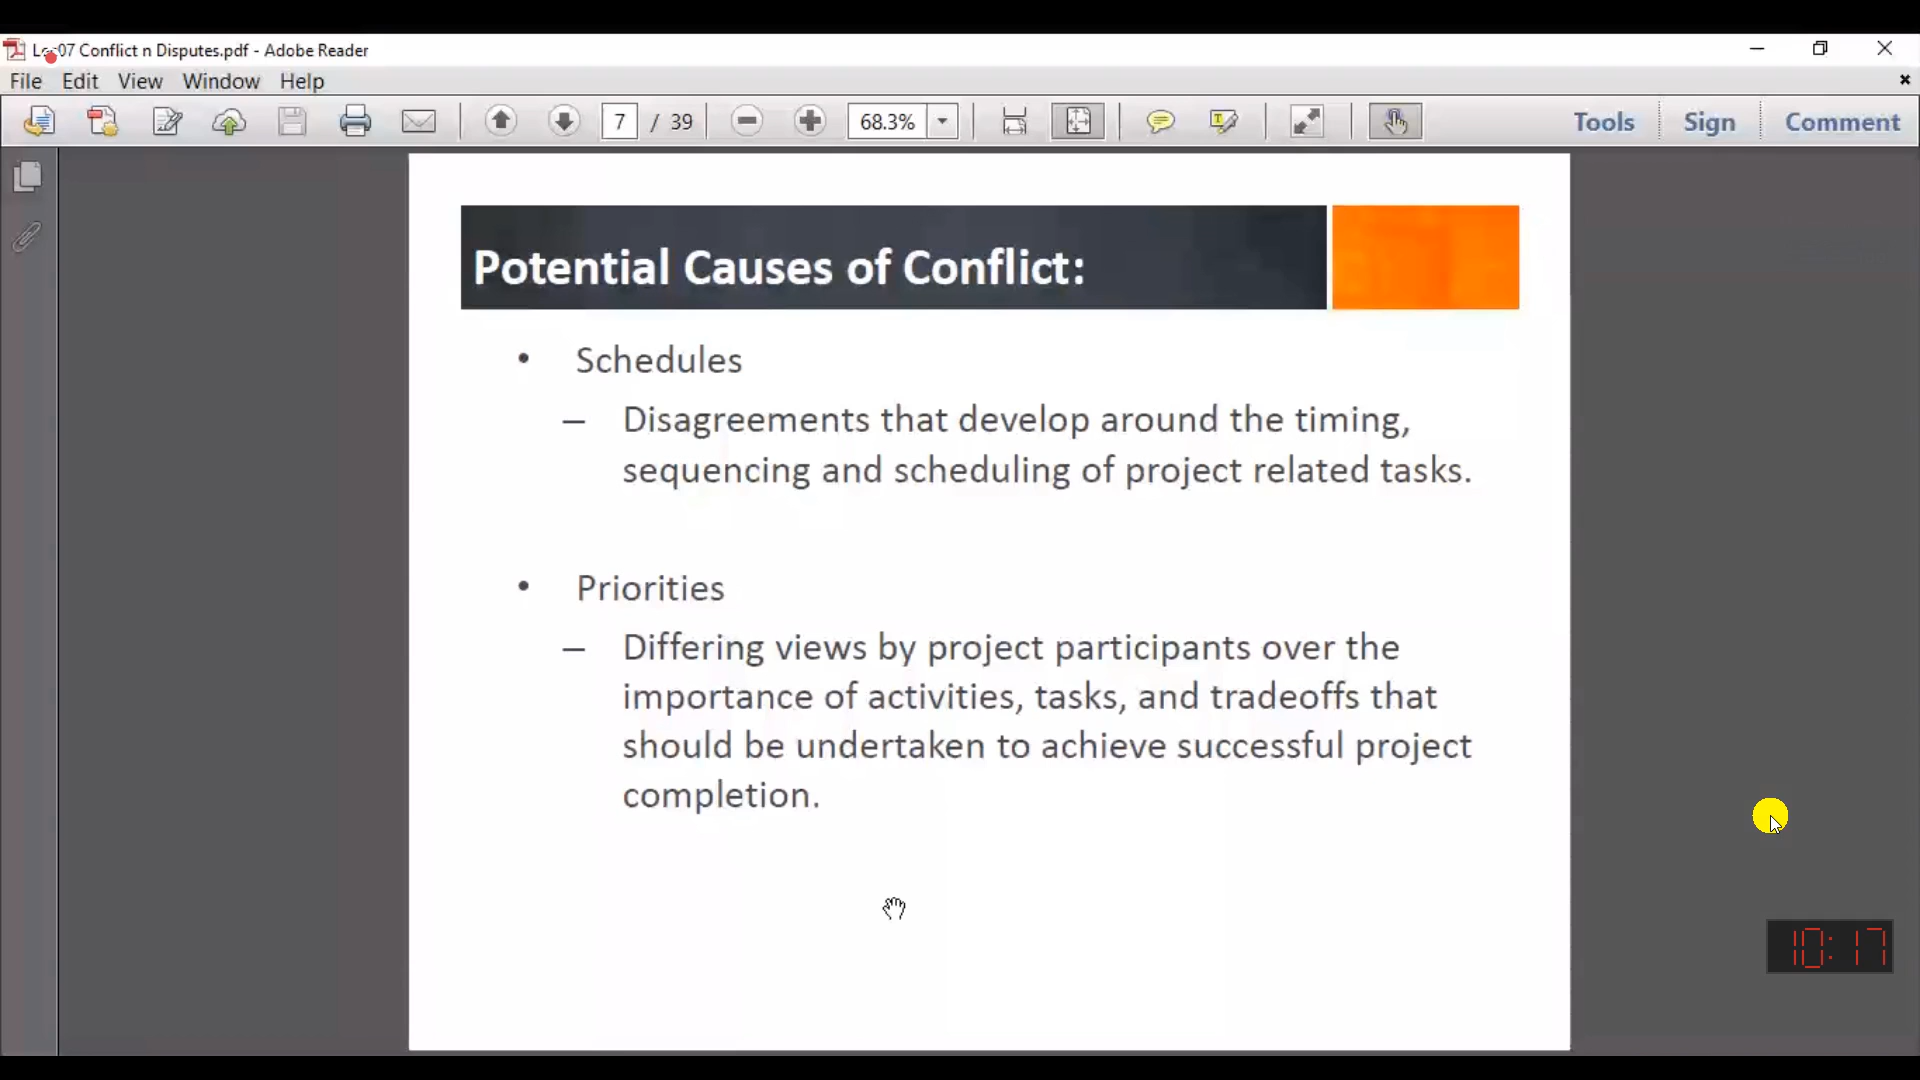 Lec07 Conflict n Disputes.pdf - Adobe Reader
File Edit View Window Help
7 / 39 68.3% Tools Sign Comment
Potential Causes of Conflict:
• Schedules
– Disagreements that develop around the timing,
sequencing and scheduling of project related tasks.
• Priorities
– Differing views by project participants over the
importance of activities, tasks, and tradeoffs that
should be undertaken to achieve successful project
completion.
10:17